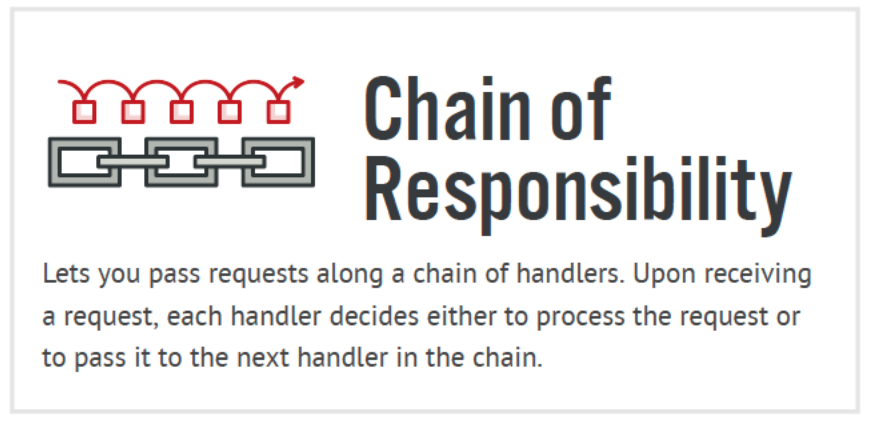 Chain of
Responsibility
Lets you pass requests along a chain of handlers. Upon receiving
a request, each handler decides either to process the request or
to pass it to the next handler in the chain.